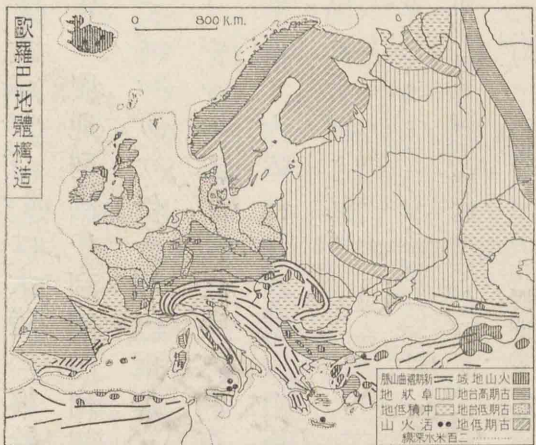 歐羅巴地體構造
0 800 K.m.
火山地域 新期褶曲山脈
古期高台地 卓狀地
古期低台地 冲積低地
古期低地 活火山
二百米水深線